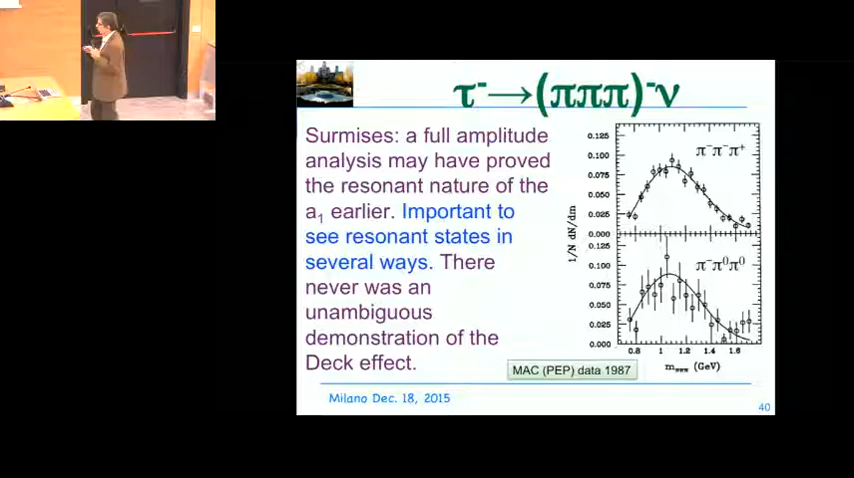 τ⁻→(πππ)⁻ν
Surmises: a full amplitude
analysis may have proved
the resonant nature of the
a₁ earlier. Important to
see resonant states in
several ways. There
never was an
unambiguous
demonstration of the
Deck effect.
0.125
0.100
0.075
0.050
0.025
0.000
π⁻π⁻π⁺
0.125
0.100
0.075
0.050
0.025
0.000
π⁻π⁰π⁰
1/N dN/dm
0.8 1 1.2 1.4 1.6
mπππ (GeV)
MAC (PEP) data 1987
Milano Dec. 18, 2015
40